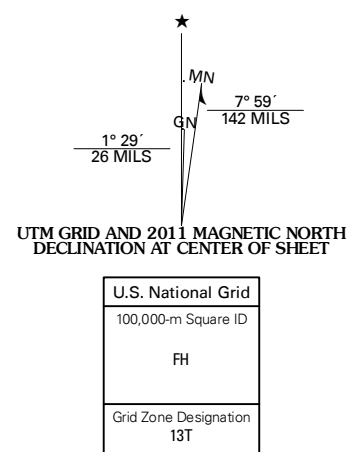 MN
7° 59´
142 MILS
GN
1° 29´
26 MILS
UTM GRID AND 2011 MAGNETIC NORTH
DECLINATION AT CENTER OF SHEET
U.S. National Grid
100,000-m Square ID
FH
Grid Zone Designation
13T